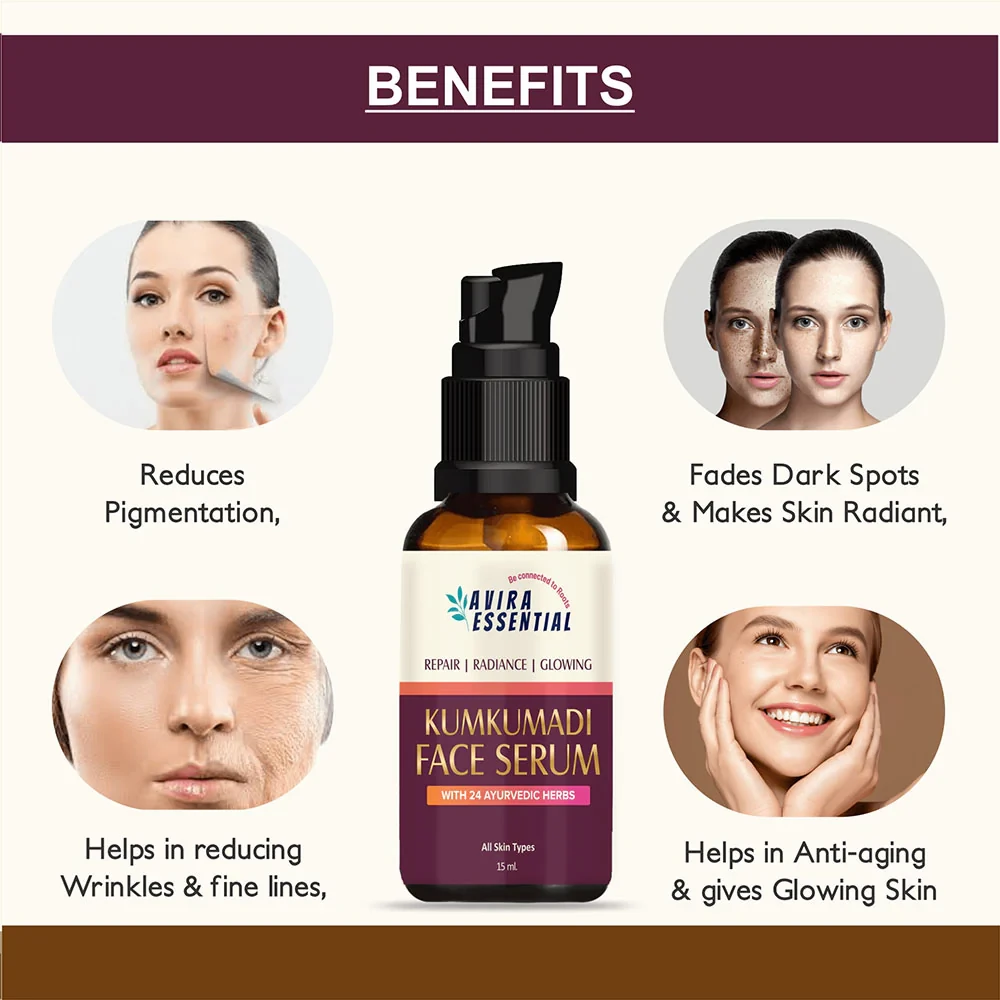 BENEFITS
Reduces
Pigmentation,
Fades Dark Spots
& Makes Skin Radiant,
Be connected to Roots
AVIRA
ESSENTIAL
REPAIR | RADIANCE | GLOWING
KUMKUMADI
FACE SERUM
WITH 24 AYURVEDIC HERBS
All Skin Types
15 ml.
Helps in reducing
Wrinkles & fine lines,
Helps in Anti-aging
& gives Glowing Skin